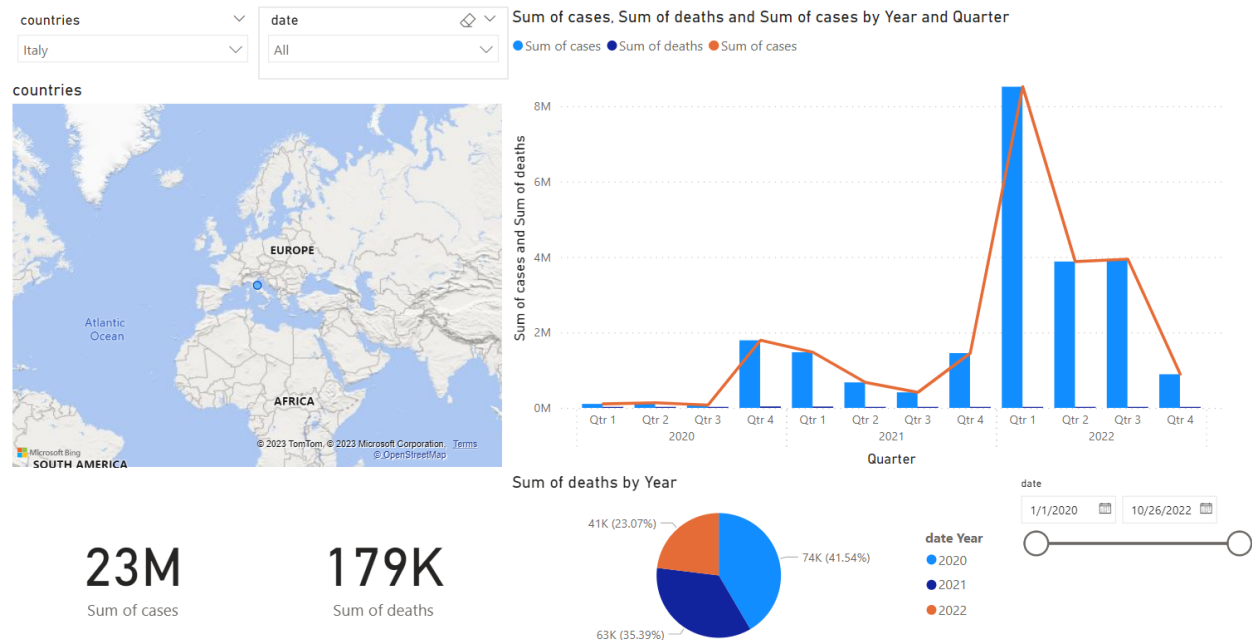 countries
Italy
date
All
countries
EUROPE
Atlantic
Ocean
AFRICA
SOUTH AMERICA
Microsoft Bing
© 2023 TomTom, © 2023 Microsoft Corporation, Terms
© OpenStreetMap
23M
Sum of cases
179K
Sum of deaths
Sum of cases, Sum of deaths and Sum of cases by Year and Quarter
Sum of cases Sum of deaths Sum of cases
Sum of cases and Sum of deaths
8M
6M
4M
2M
0M
Qtr 1 Qtr 2 Qtr 3 Qtr 4 Qtr 1 Qtr 2 Qtr 3 Qtr 4 Qtr 1 Qtr 2 Qtr 3 Qtr 4
2020 2021 2022
Quarter
Sum of deaths by Year
41K (23.07%)
74K (41.54%)
63K (35.39%)
date Year
2020
2021
2022
date
1/1/2020 10/26/2022